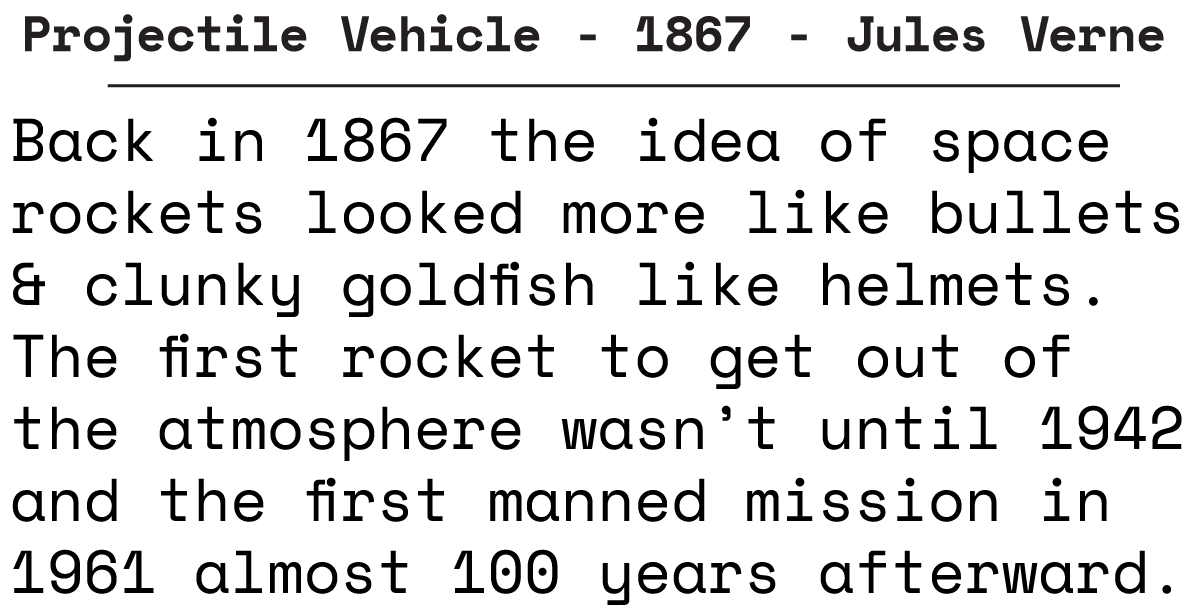 Projectile Vehicle - 1867 - Jules Verne
Back in 1867 the idea of space
rockets looked more like bullets
& clunky goldfish like helmets.
The first rocket to get out of
the atmosphere wasn’t until 1942
and the first manned mission in
1961 almost 100 years afterward.